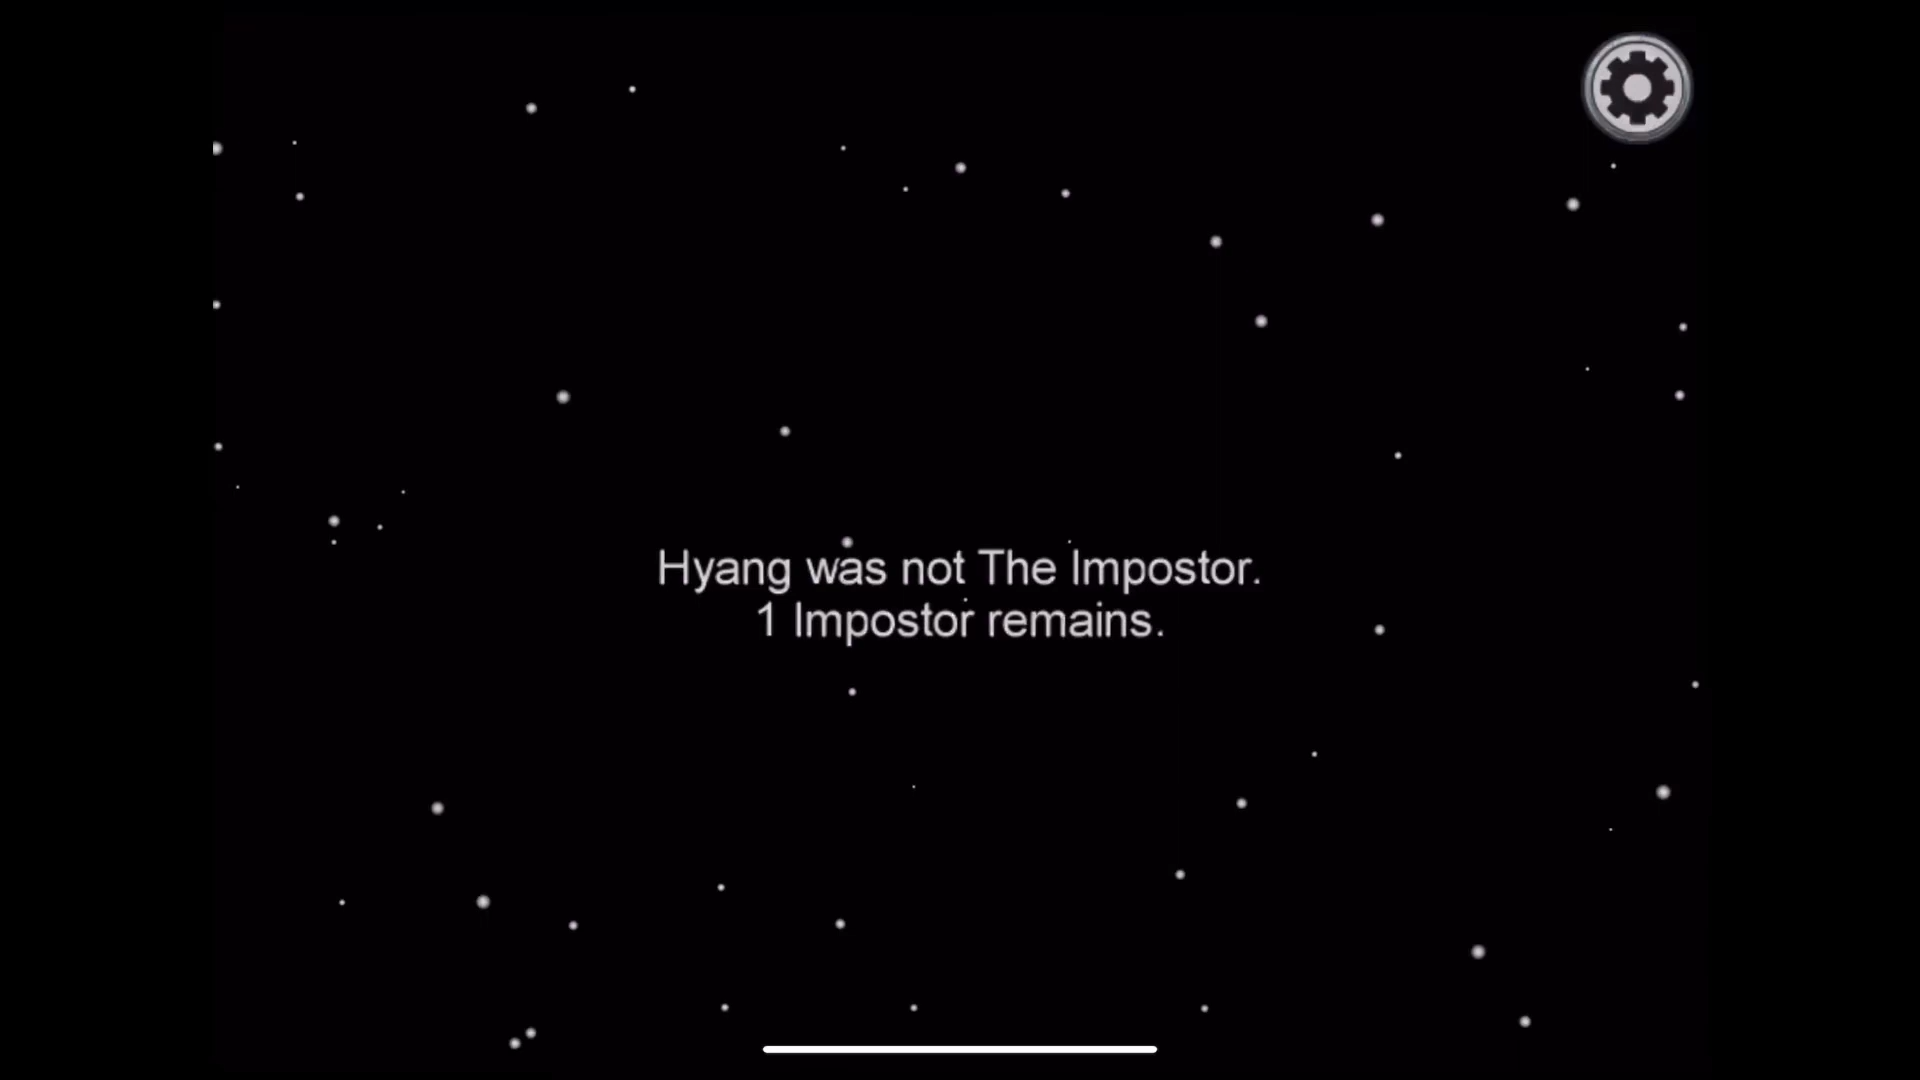 Hyang was not The Impostor.
1 Impostor remains.